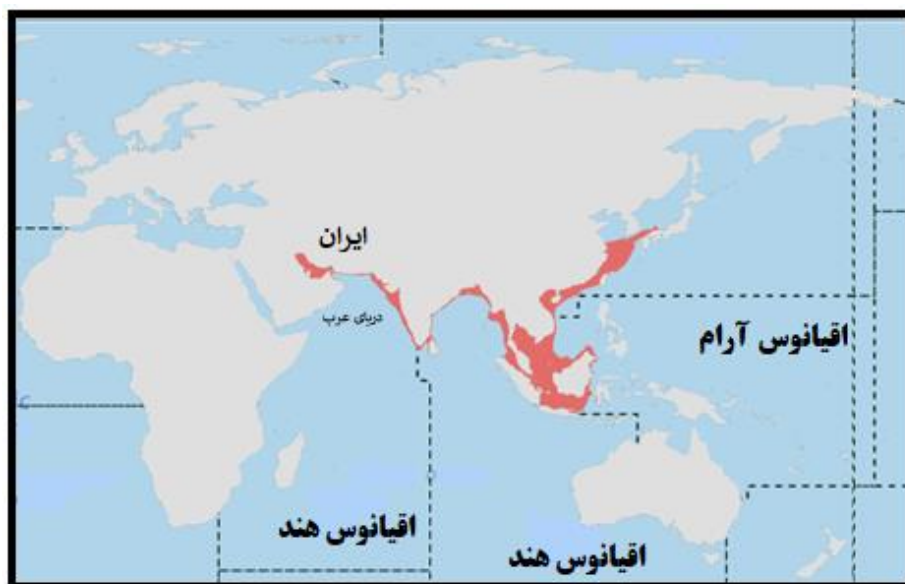 ایران
دریای عرب
اقیانوس آرام
اقیانوس هند
اقیانوس هند